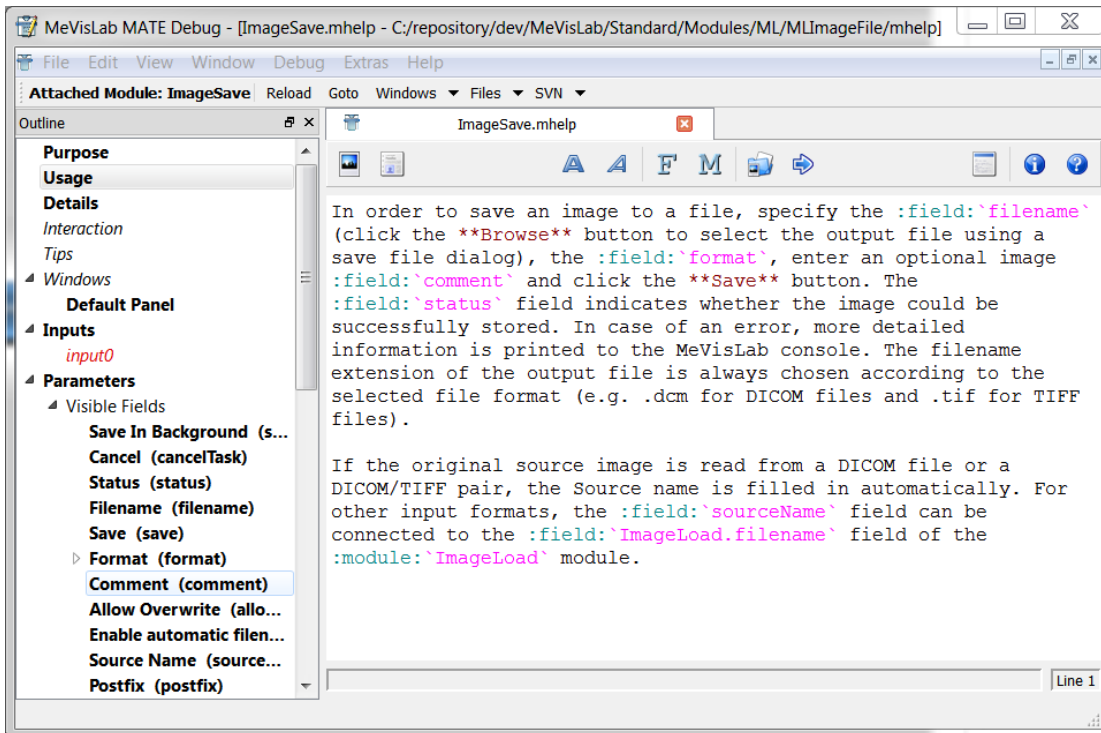 MeVisLab MATE Debug - [ImageSave.mhelp - C:/repository/dev/MeVisLab/Standard/Modules/ML/MLImageFile/mhelp]
File Edit View Window Debug Extras Help
Attached Module: ImageSave Reload Goto Windows Files SVN
Outline
ImageSave.mhelp
A A F M
Purpose
Usage
Details
Interaction
Tips
Windows
Default Panel
Inputs
input0
Parameters
Visible Fields
Save In Background (s...
Cancel (cancelTask)
Status (status)
Filename (filename)
Save (save)
Format (format)
Comment (comment)
Allow Overwrite (allo...
Enable automatic filen...
Source Name (source...
Postfix (postfix)
In order to save an image to a file, specify the :field:`filename`
(click the **Browse** button to select the output file using a
save file dialog), the :field:`format`, enter an optional image
:field:`comment` and click the **Save** button. The
:field:`status` field indicates whether the image could be
successfully stored. In case of an error, more detailed
information is printed to the MeVisLab console. The filename
extension of the output file is always chosen according to the
selected file format (e.g. .dcm for DICOM files and .tif for TIFF
files).
If the original source image is read from a DICOM file or a
DICOM/TIFF pair, the Source name is filled in automatically. For
other input formats, the :field:`sourceName` field can be
connected to the :field:`ImageLoad.filename` field of the
:module:`ImageLoad` module.
Line 1